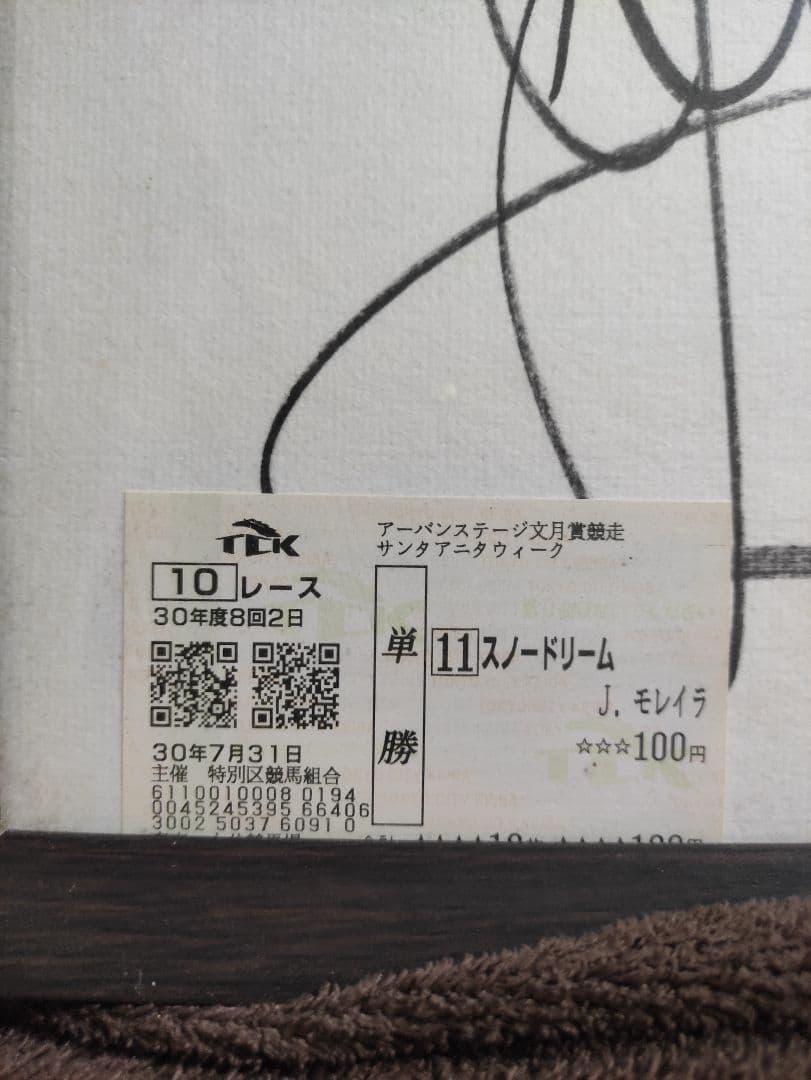 TCK
アーバンステージ文月賞競走
サンタアニタウィーク
10レース
30年度8回2日
単勝
11スノードリーム
J. モレイラ
☆☆☆100円
30年7月31日
主催 特別区競馬組合
6110010008 0194
0045245395 66406
3002 5037 6091 0